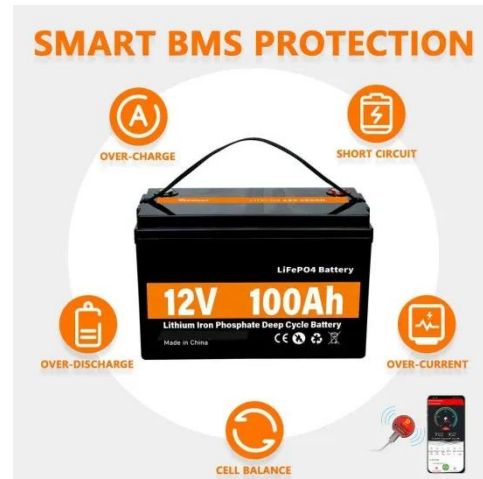 SMART BMS PROTECTION
A
OVER-CHARGE
SHORT CIRCUIT
LiFePO4 Battery
12V 100Ah
Lithium Iron Phosphate Deep Cycle Battery
Made in China
CE
OVER-DISCHARGE
OVER-CURRENT
CELL BALANCE